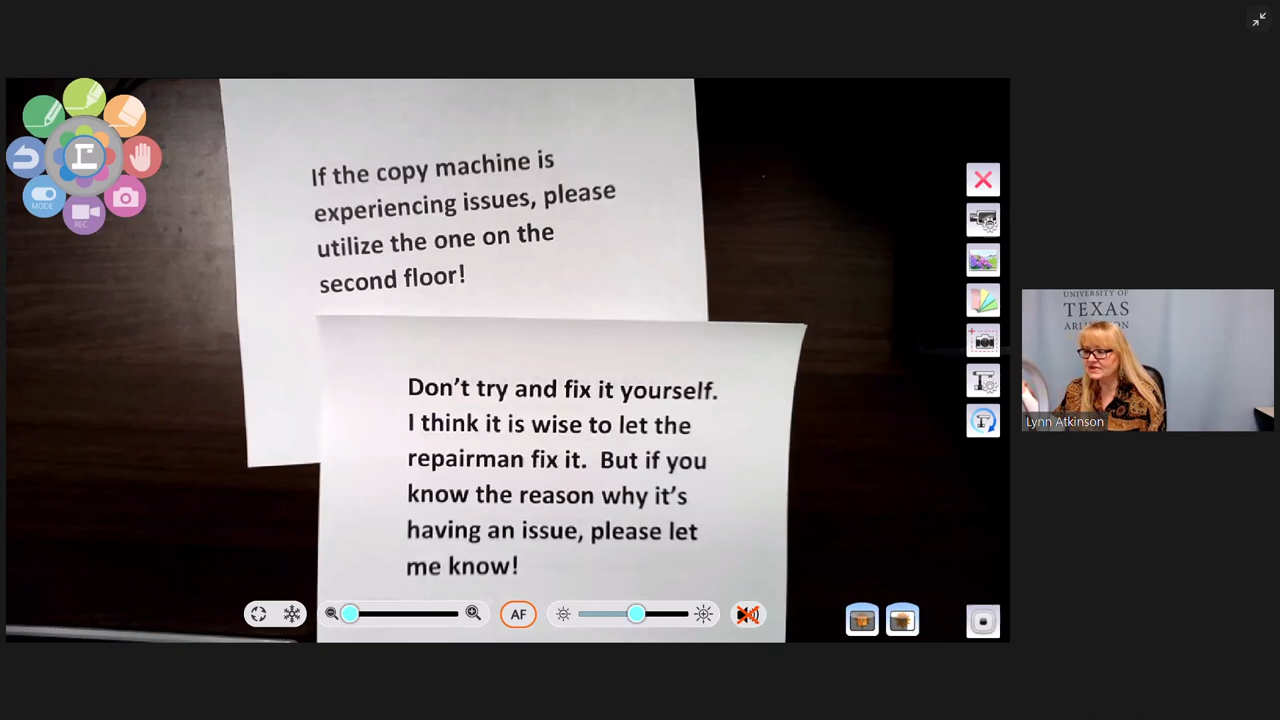 If the copy machine is
experiencing issues, please
utilize the one on the
second floor!
Don't try and fix it yourself.
I think it is wise to let the
repairman fix it.  But if you
know the reason why it's
having an issue, please let
me know!
MODE
REC
AF
UNIVERSITY OF
TEXAS
Lynn Atkinson